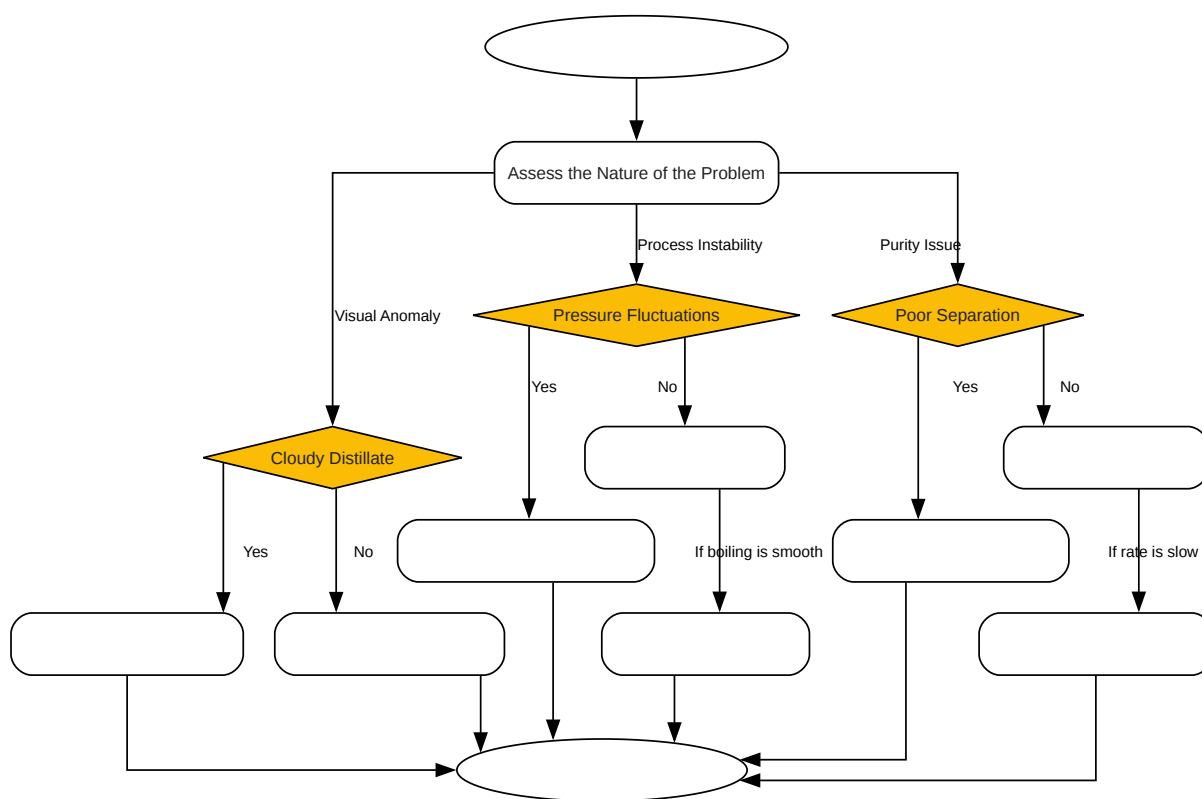 Assess the Nature of the Problem
Process Instability
Purity Issue
Visual Anomaly
Pressure Fluctuations
Poor Separation
Yes
No
Yes
No
Cloudy Distillate
Yes
No
If boiling is smooth
If rate is slow